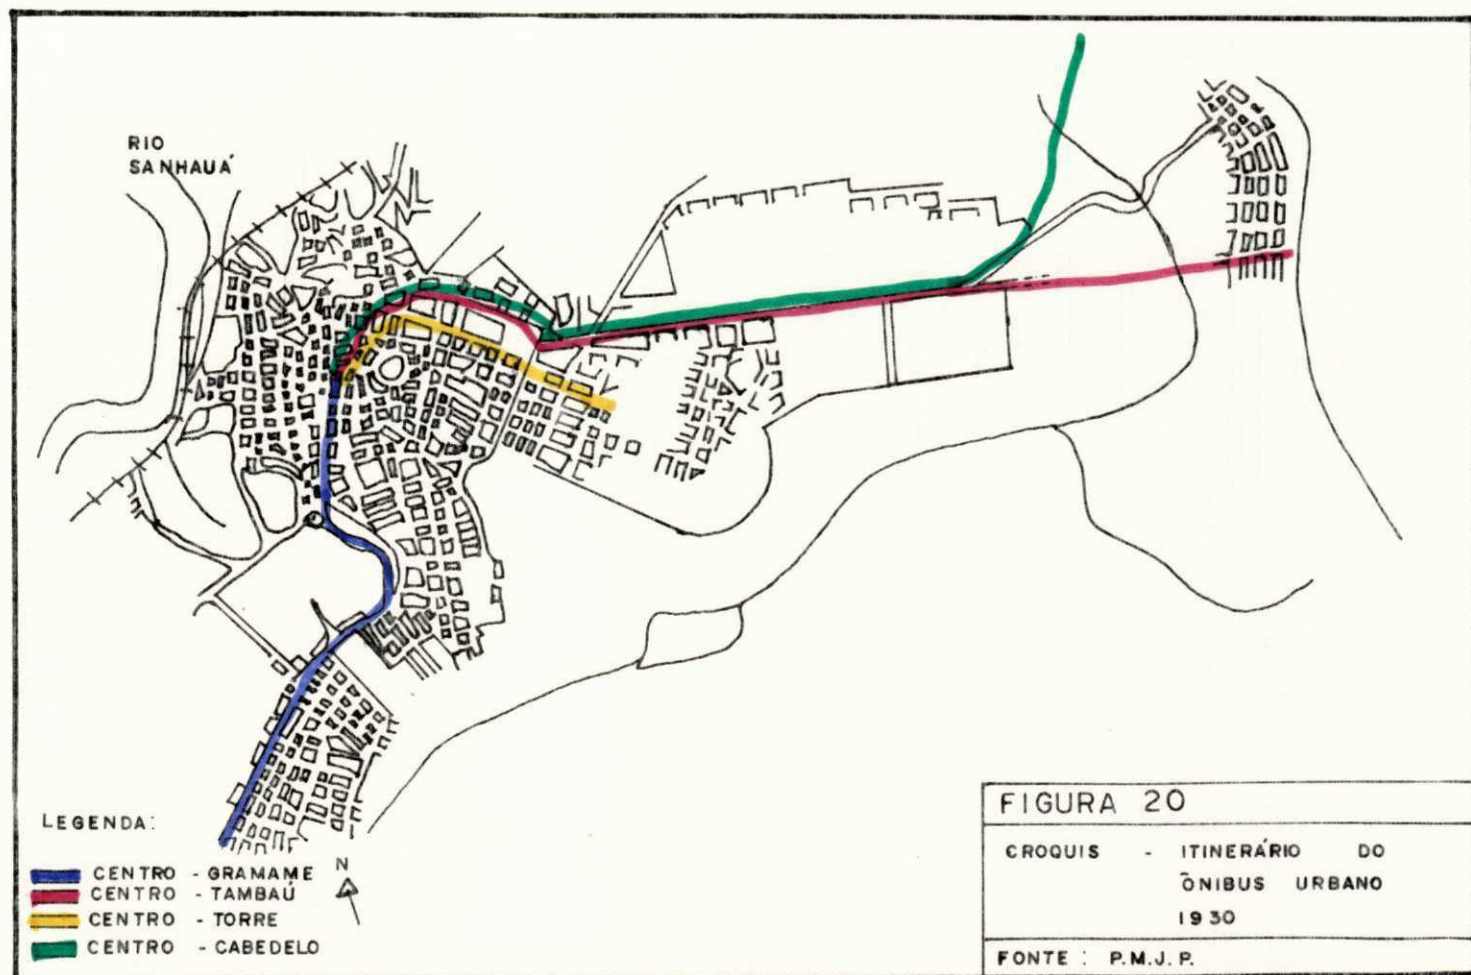 RIO
SANHAUÁ
LEGENDA:
CENTRO - GRAMAME
CENTRO - TAMBAÚ
CENTRO - TORRE
CENTRO - CABEDELO
N
FIGURA 20
CROQUIS - ITINERÁRIO DO
ÔNIBUS URBANO
1930
FONTE : P.M.J.P.